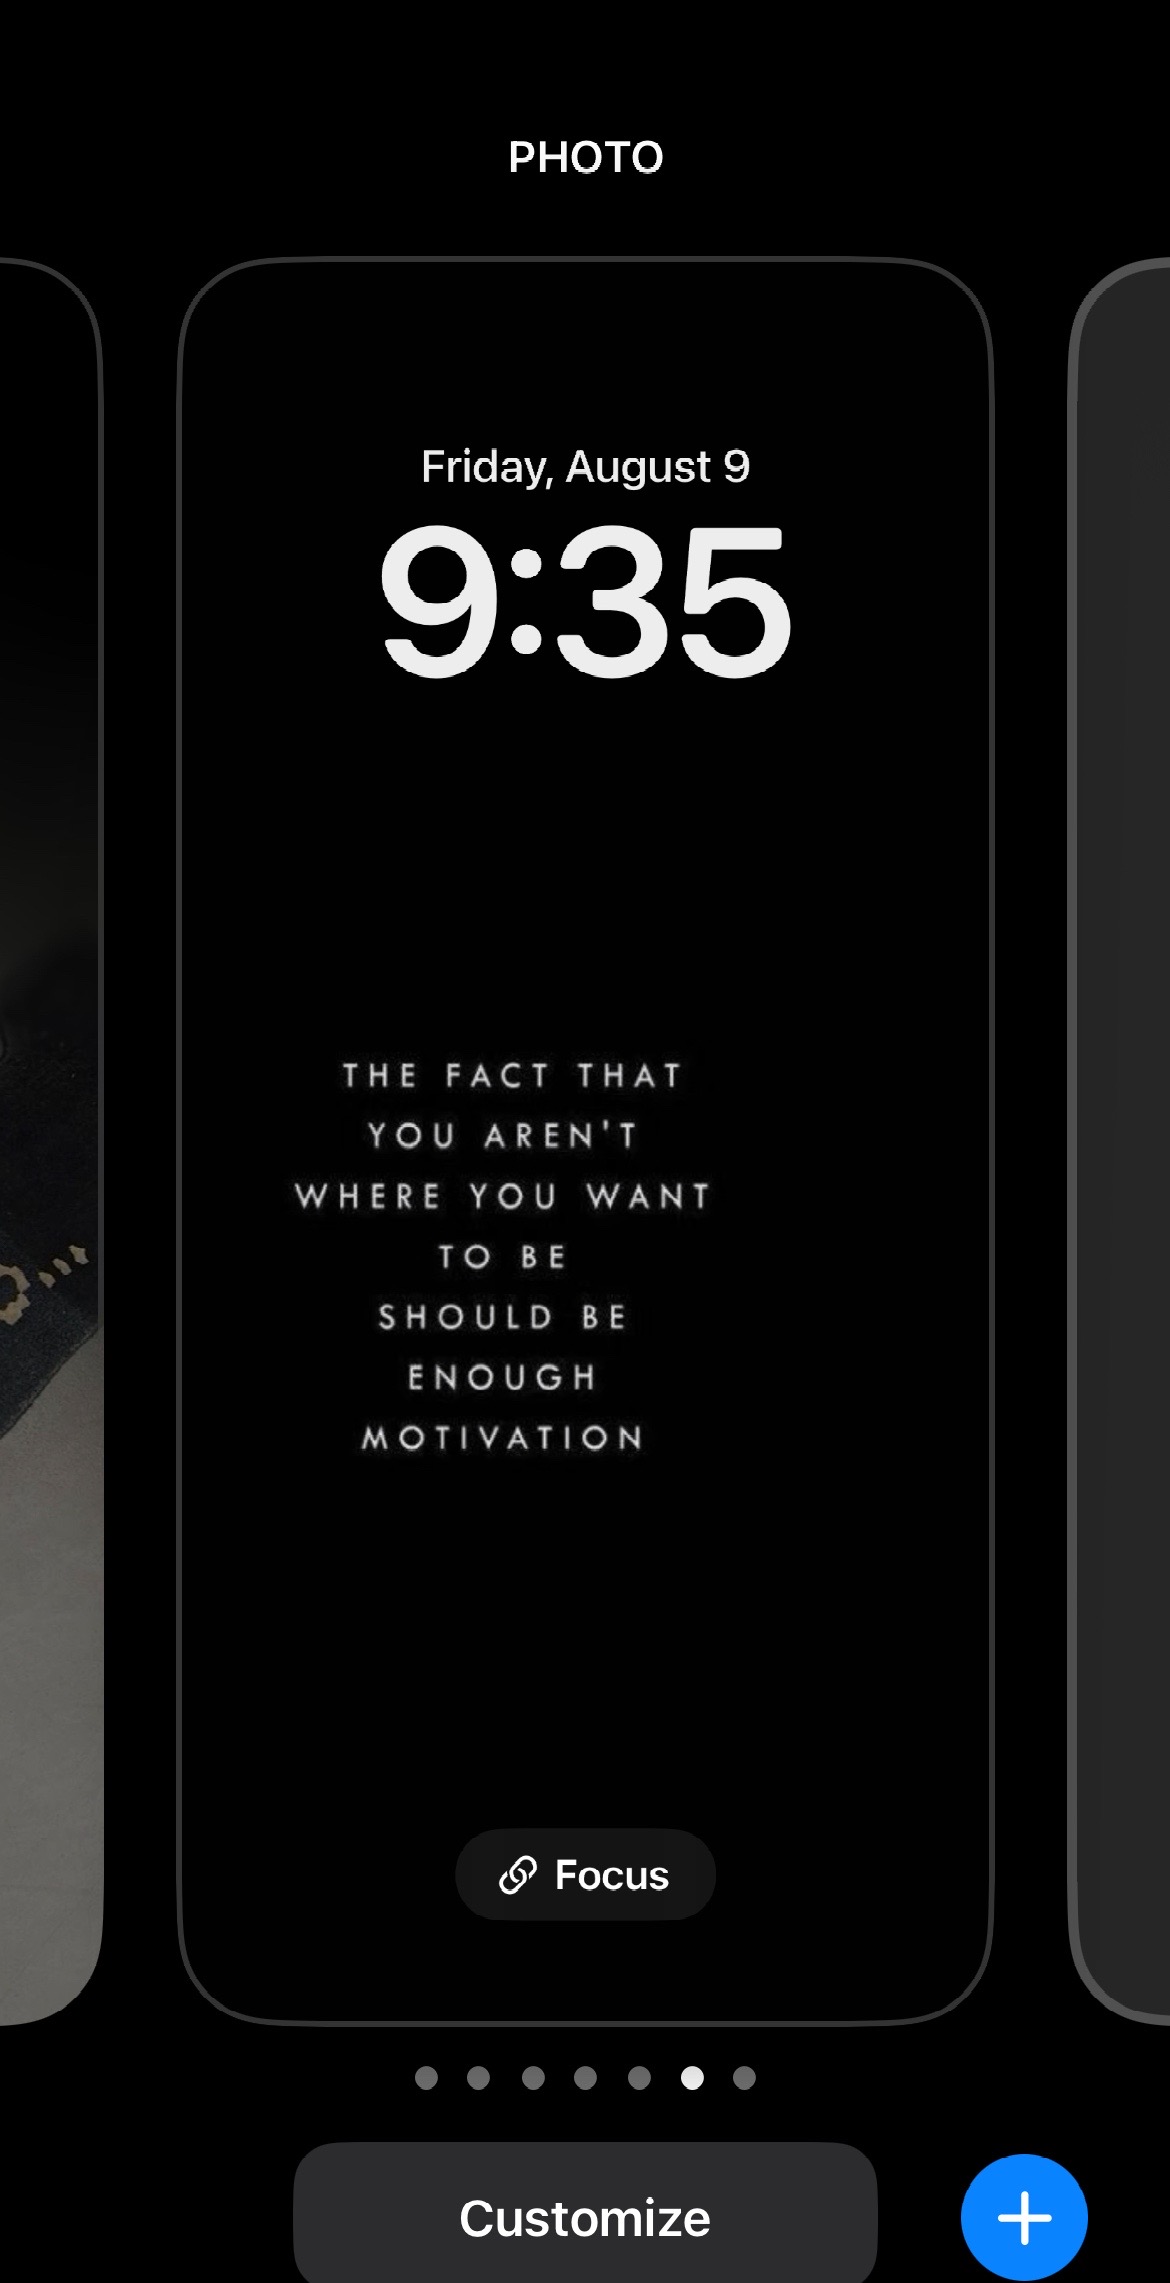 PHOTO
Friday, August 9
9:35
THE FACT THAT
YOU AREN'T
WHERE YOU WANT
TO BE
SHOULD BE
ENOUGH
MOTIVATION
Focus
Customize